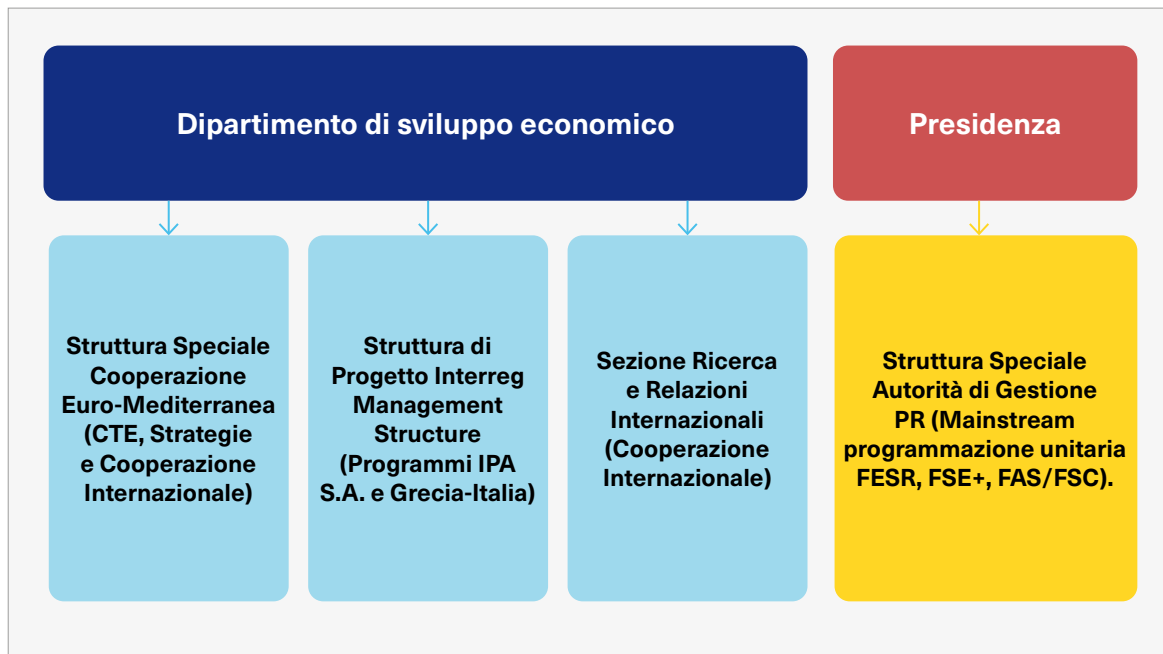 Dipartimento di sviluppo economico
Presidenza
Struttura Speciale
Cooperazione
Euro-Mediterranea
(CTE, Strategie
e Cooperazione
Internazionale)
Struttura di
Progetto Interreg
Management
Structure
(Programmi IPA
S.A. e Grecia-Italia)
Sezione Ricerca
e Relazioni
Internazionali
(Cooperazione
Internazionale)
Struttura Speciale
Autorità di Gestione
PR (Mainstream
programmazione unitaria
FESR, FSE+, FAS/FSC).